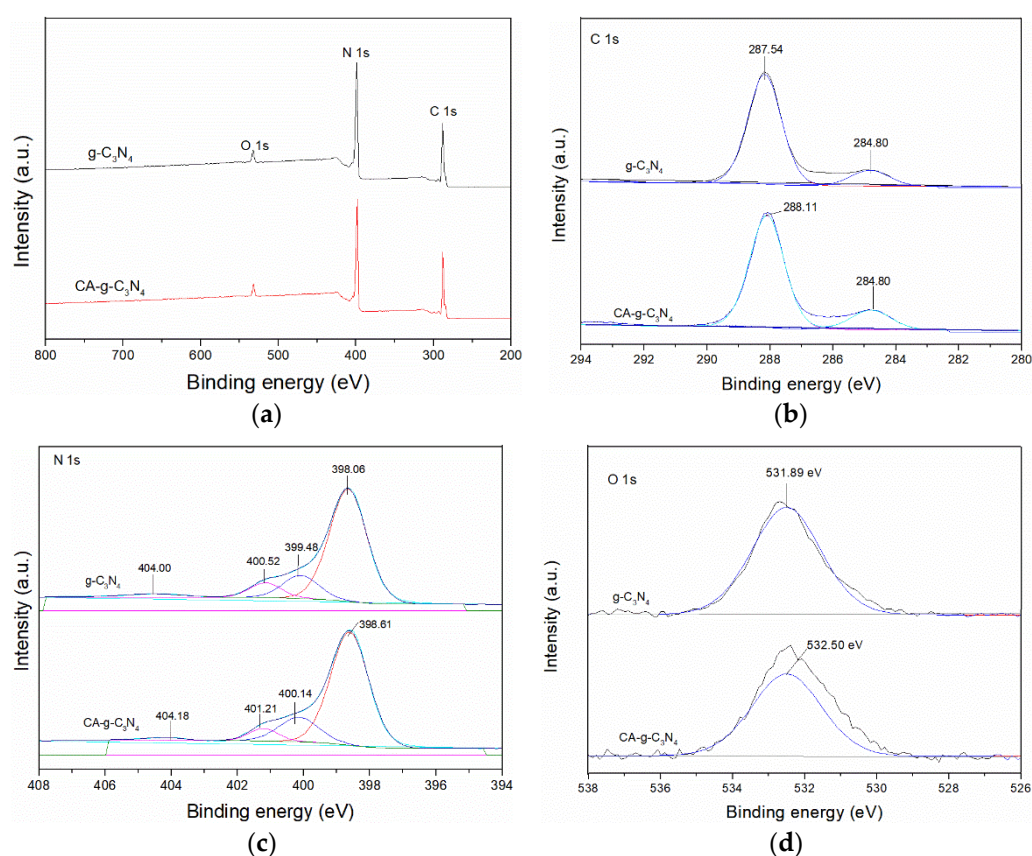 N 1s
C 1s
O 1s
g-C₃N₄
CA-g-C₃N₄
Intensity (a.u.)
800 700 600 500 400 300 200
Binding energy (eV)
(a)
C 1s
287.54
284.80
g-C₃N₄
288.11
284.80
CA-g-C₃N₄
Intensity (a.u.)
294 292 290 288 286 284 282 280
Binding energy (eV)
(b)
N 1s
398.06
399.48
400.52
404.00
g-C₃N₄
398.61
400.14
401.21
404.18
CA-g-C₃N₄
Intensity (a.u.)
408 406 404 402 400 398 396 394
Binding energy (eV)
(c)
O 1s
531.89 eV
g-C₃N₄
532.50 eV
CA-g-C₃N₄
Intensity (a.u.)
538 536 534 532 530 528 526
Binding energy (eV)
(d)